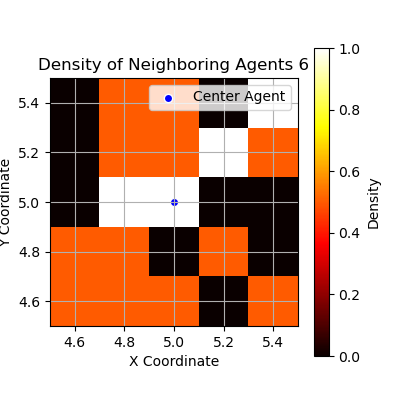 Density of Neighboring Agents 6
Center Agent
5.4
5.2
5.0
4.8
4.6
Y Coordinate
4.6 4.8 5.0 5.2 5.4
X Coordinate
1.0
0.8
0.6
0.4
0.2
0.0
Density